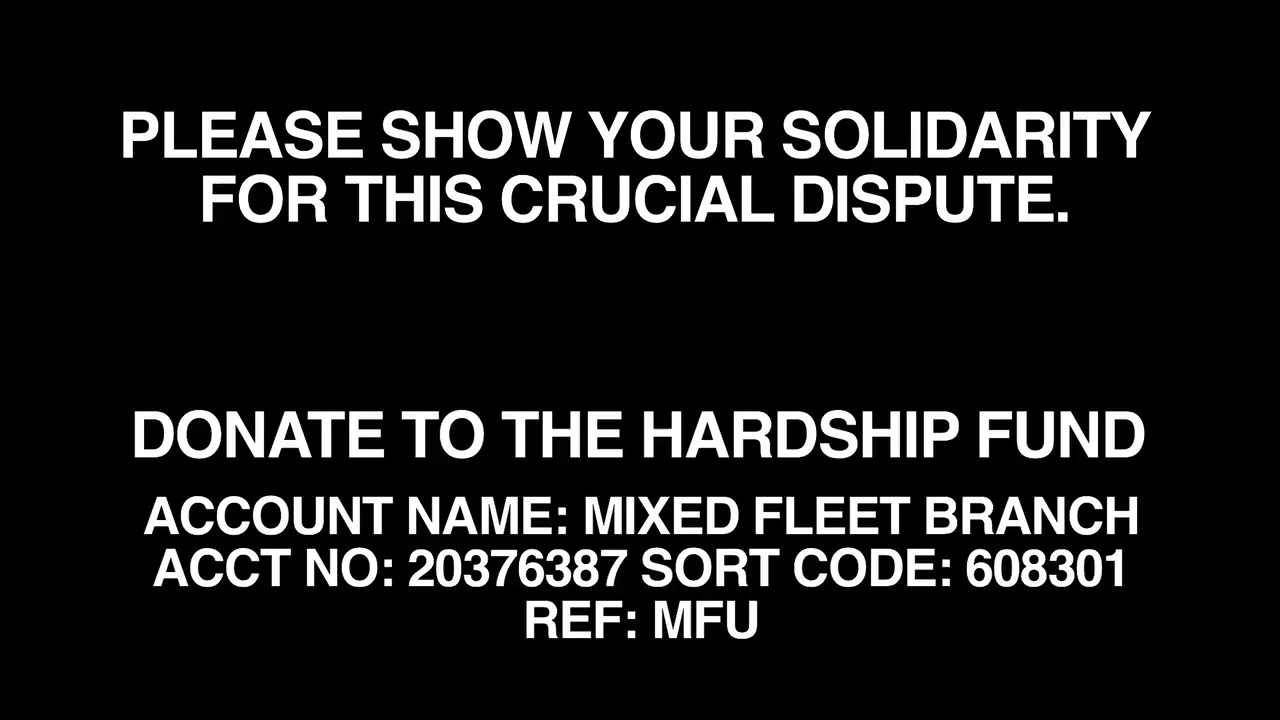 PLEASE SHOW YOUR SOLIDARITY
FOR THIS CRUCIAL DISPUTE.
DONATE TO THE HARDSHIP FUND
ACCOUNT NAME: MIXED FLEET BRANCH
ACCT NO: 20376387 SORT CODE: 608301
REF: MFU